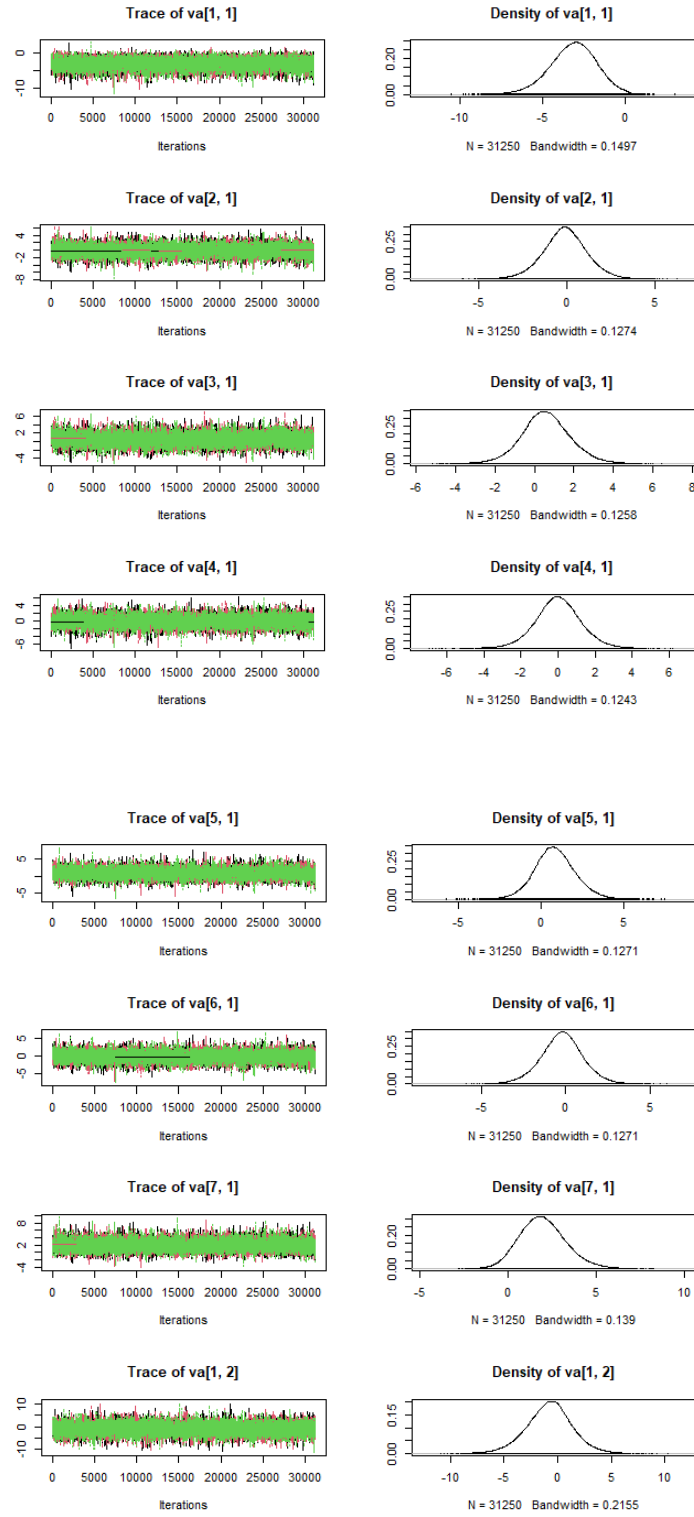 Trace of va[1, 1]
0
-10
0 5000 10000 15000 20000 25000 30000
Iterations
Density of va[1, 1]
0.20
0.00
-10 -5 0
N = 31250 Bandwidth = 0.1497
Trace of va[2, 1]
4
-2
-8
0 5000 10000 15000 20000 25000 30000
Iterations
Density of va[2, 1]
0.25
0.00
-5 0 5
N = 31250 Bandwidth = 0.1274
Trace of va[3, 1]
6
2
-4
0 5000 10000 15000 20000 25000 30000
Iterations
Density of va[3, 1]
0.25
0.00
-6 -4 -2 0 2 4 6 8
N = 31250 Bandwidth = 0.1258
Trace of va[4, 1]
4
0
-6
0 5000 10000 15000 20000 25000 30000
Iterations
Density of va[4, 1]
0.25
0.00
-6 -4 -2 0 2 4 6
N = 31250 Bandwidth = 0.1243
Trace of va[5, 1]
5
-5
0 5000 10000 15000 20000 25000 30000
Iterations
Density of va[5, 1]
0.25
0.00
-5 0 5
N = 31250 Bandwidth = 0.1271
Trace of va[6, 1]
5
0
-5
0 5000 10000 15000 20000 25000 30000
Iterations
Density of va[6, 1]
0.25
0.00
-5 0 5
N = 31250 Bandwidth = 0.1271
Trace of va[7, 1]
8
2
-4
0 5000 10000 15000 20000 25000 30000
Iterations
Density of va[7, 1]
0.20
0.00
-5 0 5 10
N = 31250 Bandwidth = 0.139
Trace of va[1, 2]
10
0
-10
0 5000 10000 15000 20000 25000 30000
Iterations
Density of va[1, 2]
0.15
0.00
-10 -5 0 5 10
N = 31250 Bandwidth = 0.2155